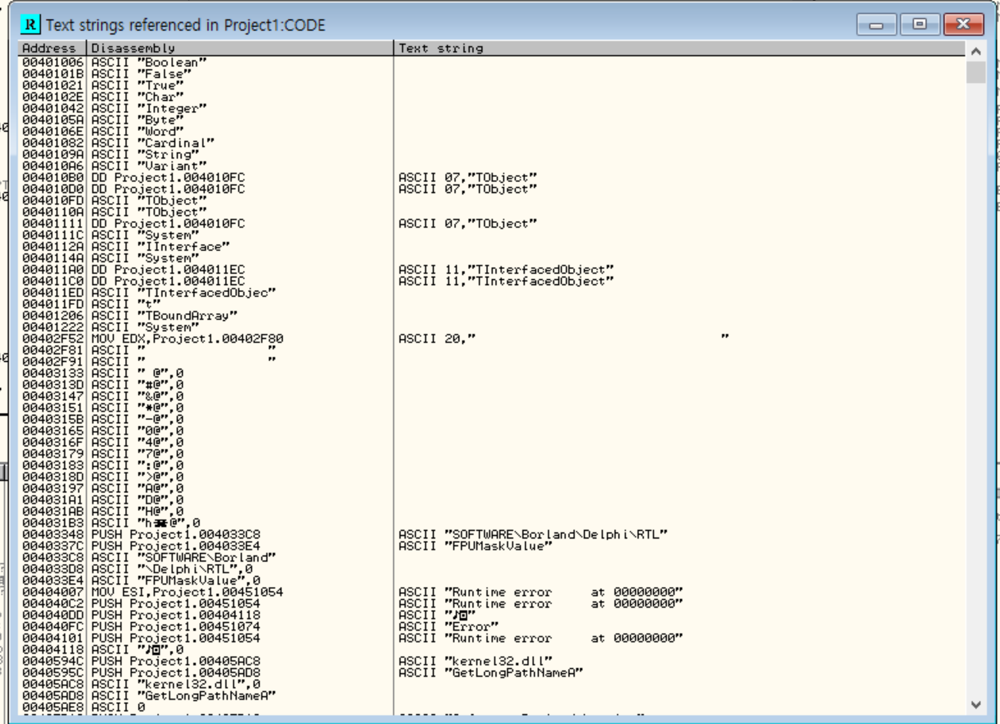 R Text strings referenced in Project1:CODE
Address Disassembly Text string
00401006 ASCII "Boolean"
0040101B ASCII "False"
00401021 ASCII "True"
0040102E ASCII "Char"
00401042 ASCII "Integer"
0040105A ASCII "Byte"
0040106E ASCII "Word"
00401082 ASCII "Cardinal"
0040109A ASCII "String"
004010A6 ASCII "Variant"
004010B0 DD Project1.004010FC ASCII 07,"TObject"
004010D0 DD Project1.004010FC ASCII 07,"TObject"
004010FD ASCII "TObject"
0040110A ASCII "TObject"
00401111 DD Project1.004010FC ASCII 07,"TObject"
0040111C ASCII "System"
0040112A ASCII "IInterface"
0040114A ASCII "System"
004011A0 DD Project1.004011EC ASCII 11,"TInterfacedObject"
004011C0 DD Project1.004011EC ASCII 11,"TInterfacedObject"
004011ED ASCII "TInterfacedObjec"
004011FD ASCII "t"
00401206 ASCII "TBoundArray"
00401222 ASCII "System"
00402F52 MOV EDX,Project1.00402F80 ASCII 20," "
00402F81 ASCII " "
00402F91 ASCII " "
00403133 ASCII " @",0
0040313D ASCII "#@",0
00403147 ASCII "&@",0
00403151 ASCII "*@",0
0040315B ASCII "-@",0
00403165 ASCII "0@",0
0040316F ASCII "4@",0
00403179 ASCII "7@",0
00403183 ASCII ":@",0
0040318D ASCII ">@",0
00403197 ASCII "A@",0
004031A1 ASCII "D@",0
004031AB ASCII "H@",0
004031B3 ASCII "h @",0
00403348 PUSH Project1.004033C8 ASCII "SOFTWARE\Borland\Delphi\RTL"
0040337C PUSH Project1.004033E4 ASCII "FPUMaskValue"
004033C8 ASCII "SOFTWARE\Borland"
004033D8 ASCII "\Delphi\RTL",0
004033E4 ASCII "FPUMaskValue",0
00404007 MOV ESI,Project1.00451054 ASCII "Runtime error at 00000000"
004040C2 PUSH Project1.00451054 ASCII "Runtime error at 00000000"
004040DD PUSH Project1.00404118 ASCII "♪◘"
004040FC PUSH Project1.00451074 ASCII "Error"
00404101 PUSH Project1.00451054 ASCII "Runtime error at 00000000"
00404118 ASCII "♪◘",0
0040594C PUSH Project1.00405AC8 ASCII "kernel32.dll"
0040595C PUSH Project1.00405AD8 ASCII "GetLongPathNameA"
00405AC8 ASCII "kernel32.dll",0
00405AD8 ASCII "GetLongPathNameA"
00405AE8 ASCII 0